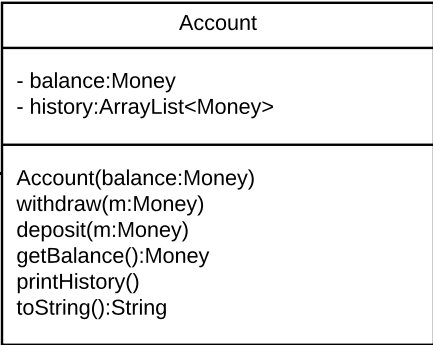 Account
- balance:Money
- history:ArrayList<Money>
Account(balance:Money)
withdraw(m:Money)
deposit(m:Money)
getBalance():Money
printHistory()
toString():String